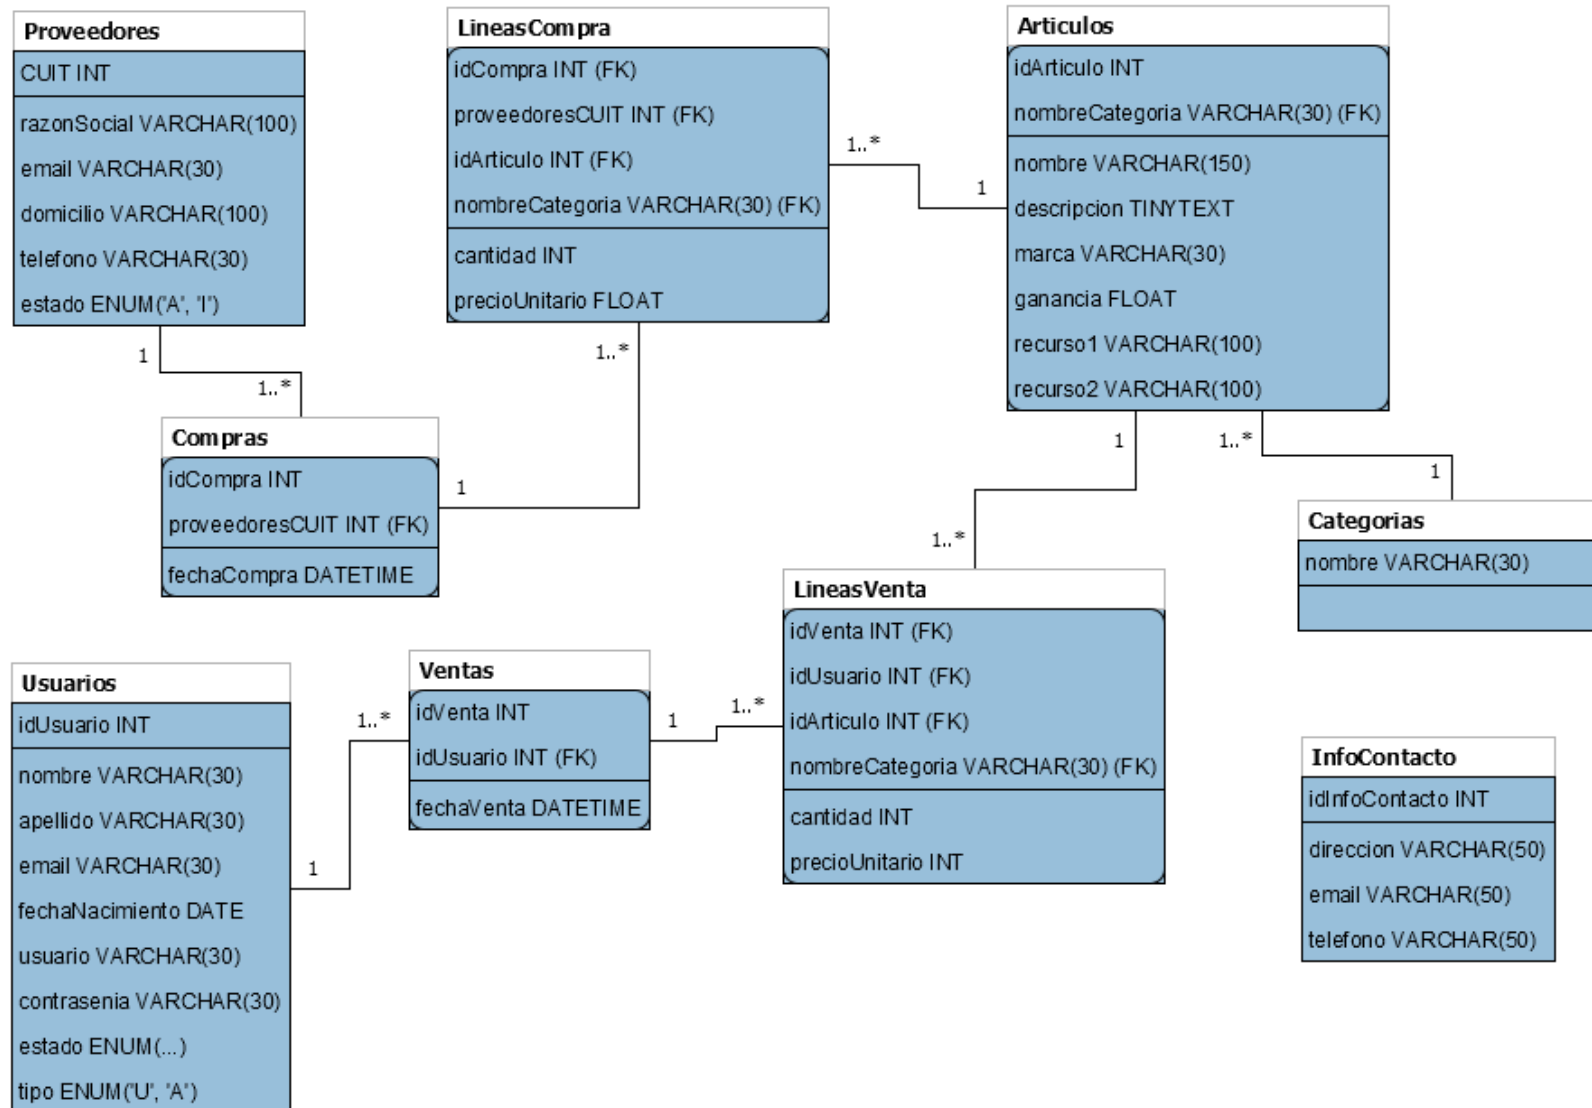 Proveedores
CUIT INT
razonSocial VARCHAR(100)
email VARCHAR(30)
domicilio VARCHAR(100)
telefono VARCHAR(30)
estado ENUM('A', 'I')
1
1..*
LineasCompra
idCompra INT (FK)
proveedoresCUIT INT (FK)
idArticulo INT (FK)
nombreCategoria VARCHAR(30) (FK)
cantidad INT
precioUnitario FLOAT
1..*
1
1..*
Articulos
idArticulo INT
nombreCategoria VARCHAR(30) (FK)
nombre VARCHAR(150)
descripcion TINYTEXT
marca VARCHAR(30)
ganancia FLOAT
recurso1 VARCHAR(100)
recurso2 VARCHAR(100)
1
1..*
1
Compras
idCompra INT
proveedoresCUIT INT (FK)
fechaCompra DATETIME
1
1..*
Categorias
nombre VARCHAR(30)
Usuarios
idUsuario INT
nombre VARCHAR(30)
apellido VARCHAR(30)
email VARCHAR(30)
fechaNacimiento DATE
usuario VARCHAR(30)
contrasenia VARCHAR(30)
estado ENUM(...)
tipo ENUM('U', 'A')
1
1..*
Ventas
idVenta INT
idUsuario INT (FK)
fechaVenta DATETIME
1
1..*
LineasVenta
idVenta INT (FK)
idUsuario INT (FK)
idArticulo INT (FK)
nombreCategoria VARCHAR(30) (FK)
cantidad INT
precioUnitario INT
InfoContacto
idInfoContacto INT
direccion VARCHAR(50)
email VARCHAR(50)
telefono VARCHAR(50)